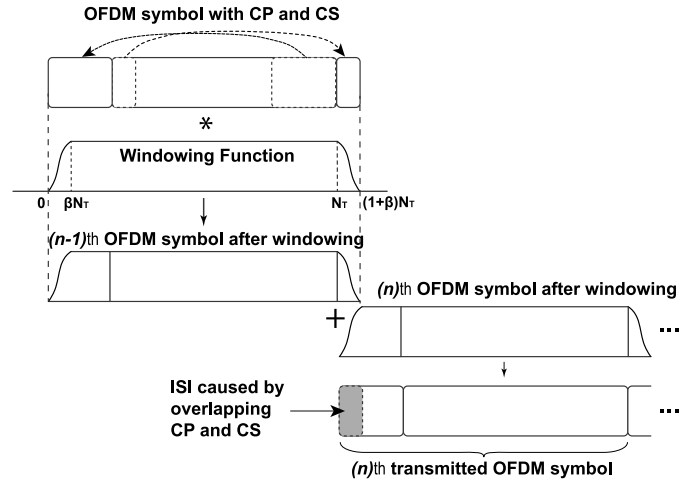 OFDM symbol with CP and CS
*
Windowing Function
0 βNT NT (1+β)NT
(n-1)th OFDM symbol after windowing
(n)th OFDM symbol after windowing
+
...
ISI caused by
overlapping
CP and CS
...
(n)th transmitted OFDM symbol